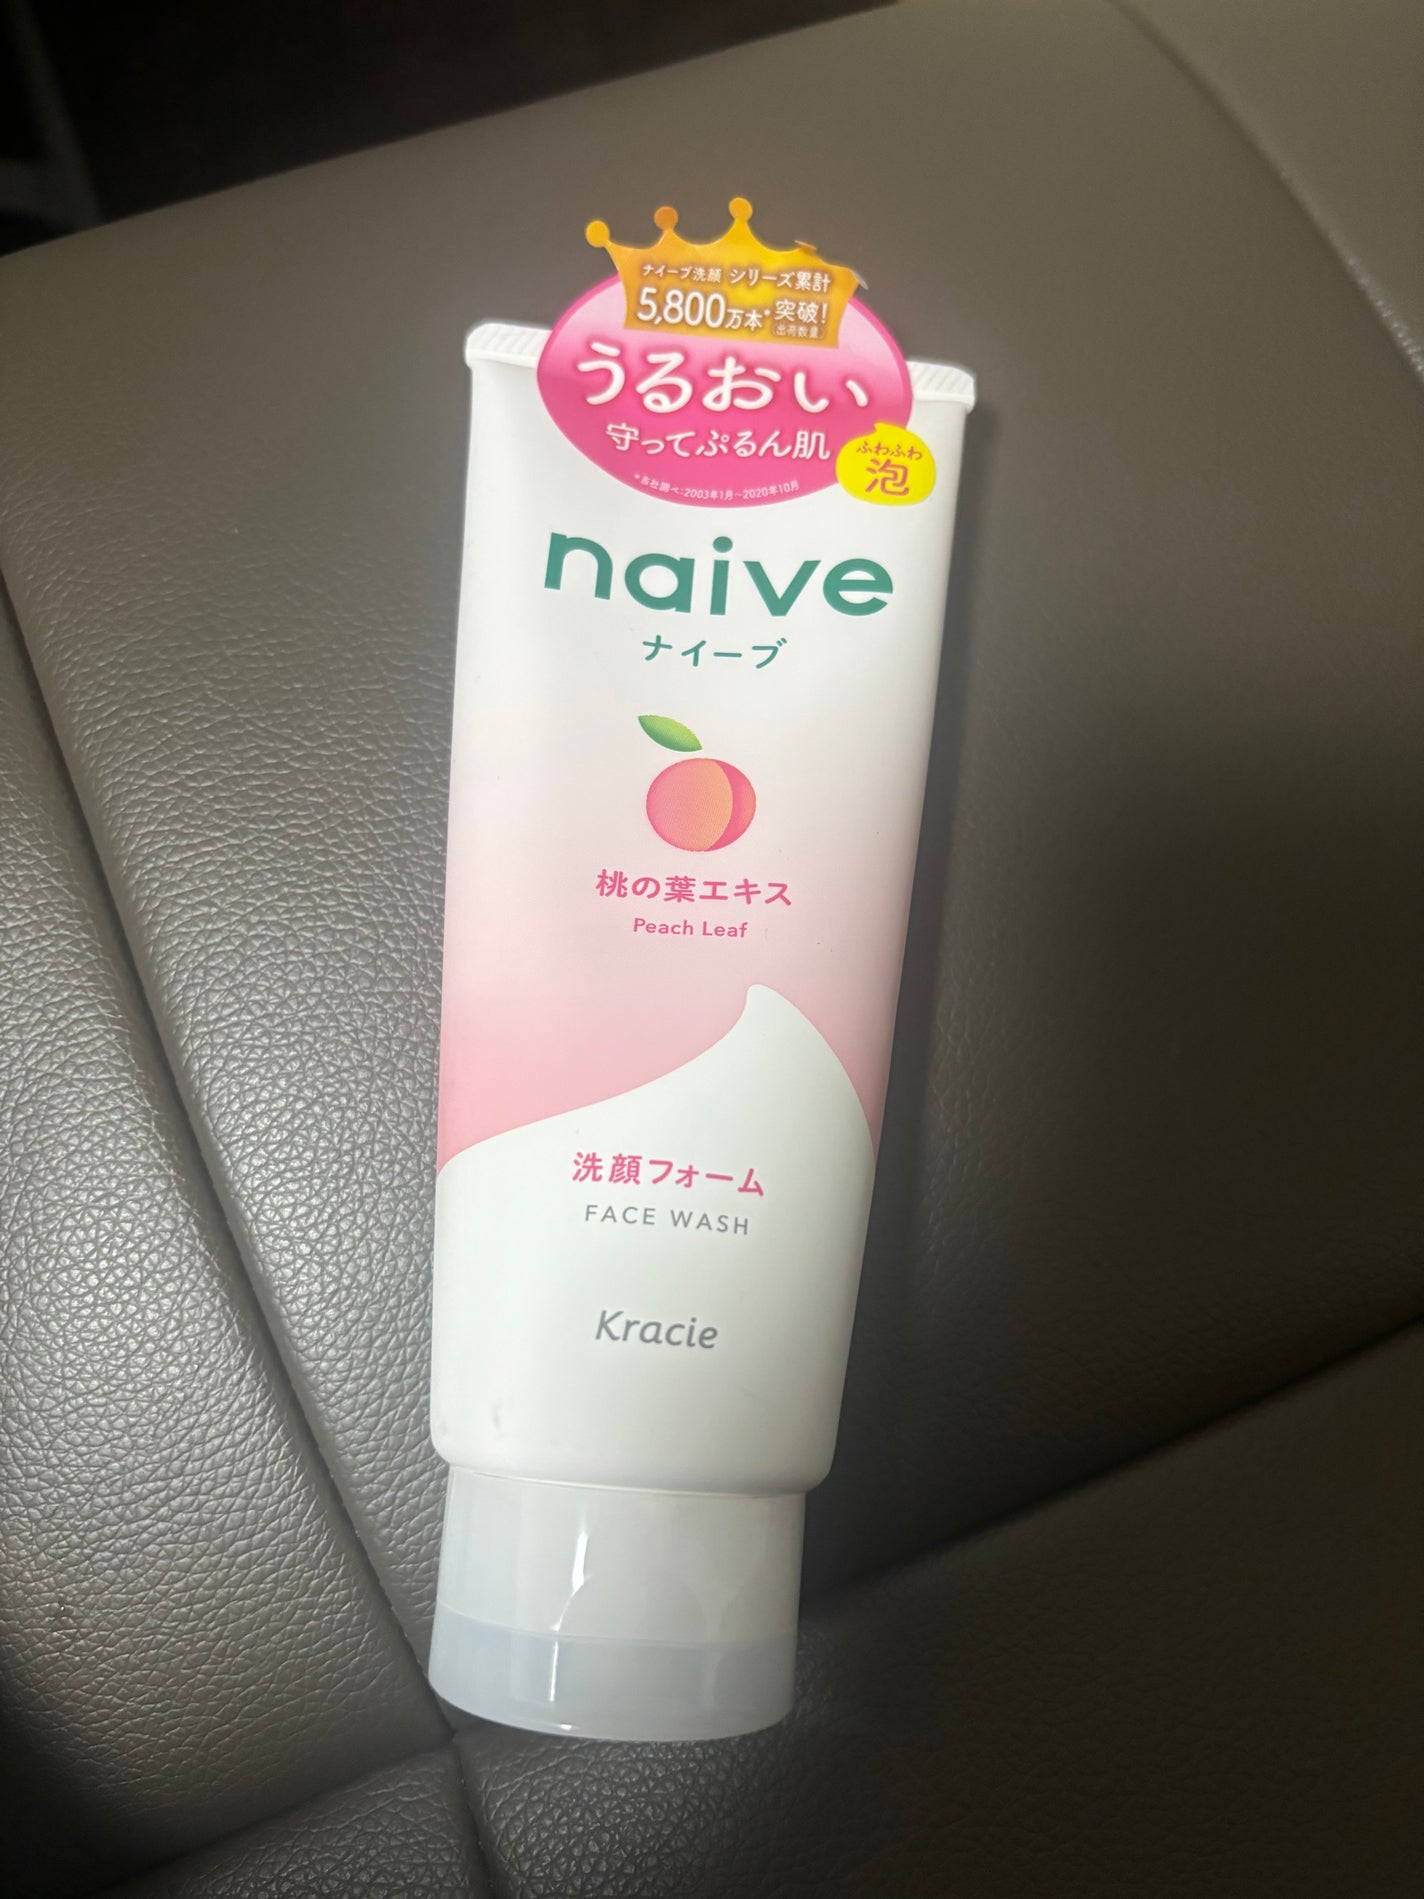 ナイーブ洗顔 シリーズ累計
5,800万本*突破!
(出荷数量)
うるおい
守ってぷるん肌
ふわふわ
泡
*当社調べ:2003年1月~2020年10月
naive
ナイーブ
桃の葉エキス
Peach Leaf
洗顔フォーム
FACE WASH
Kracie